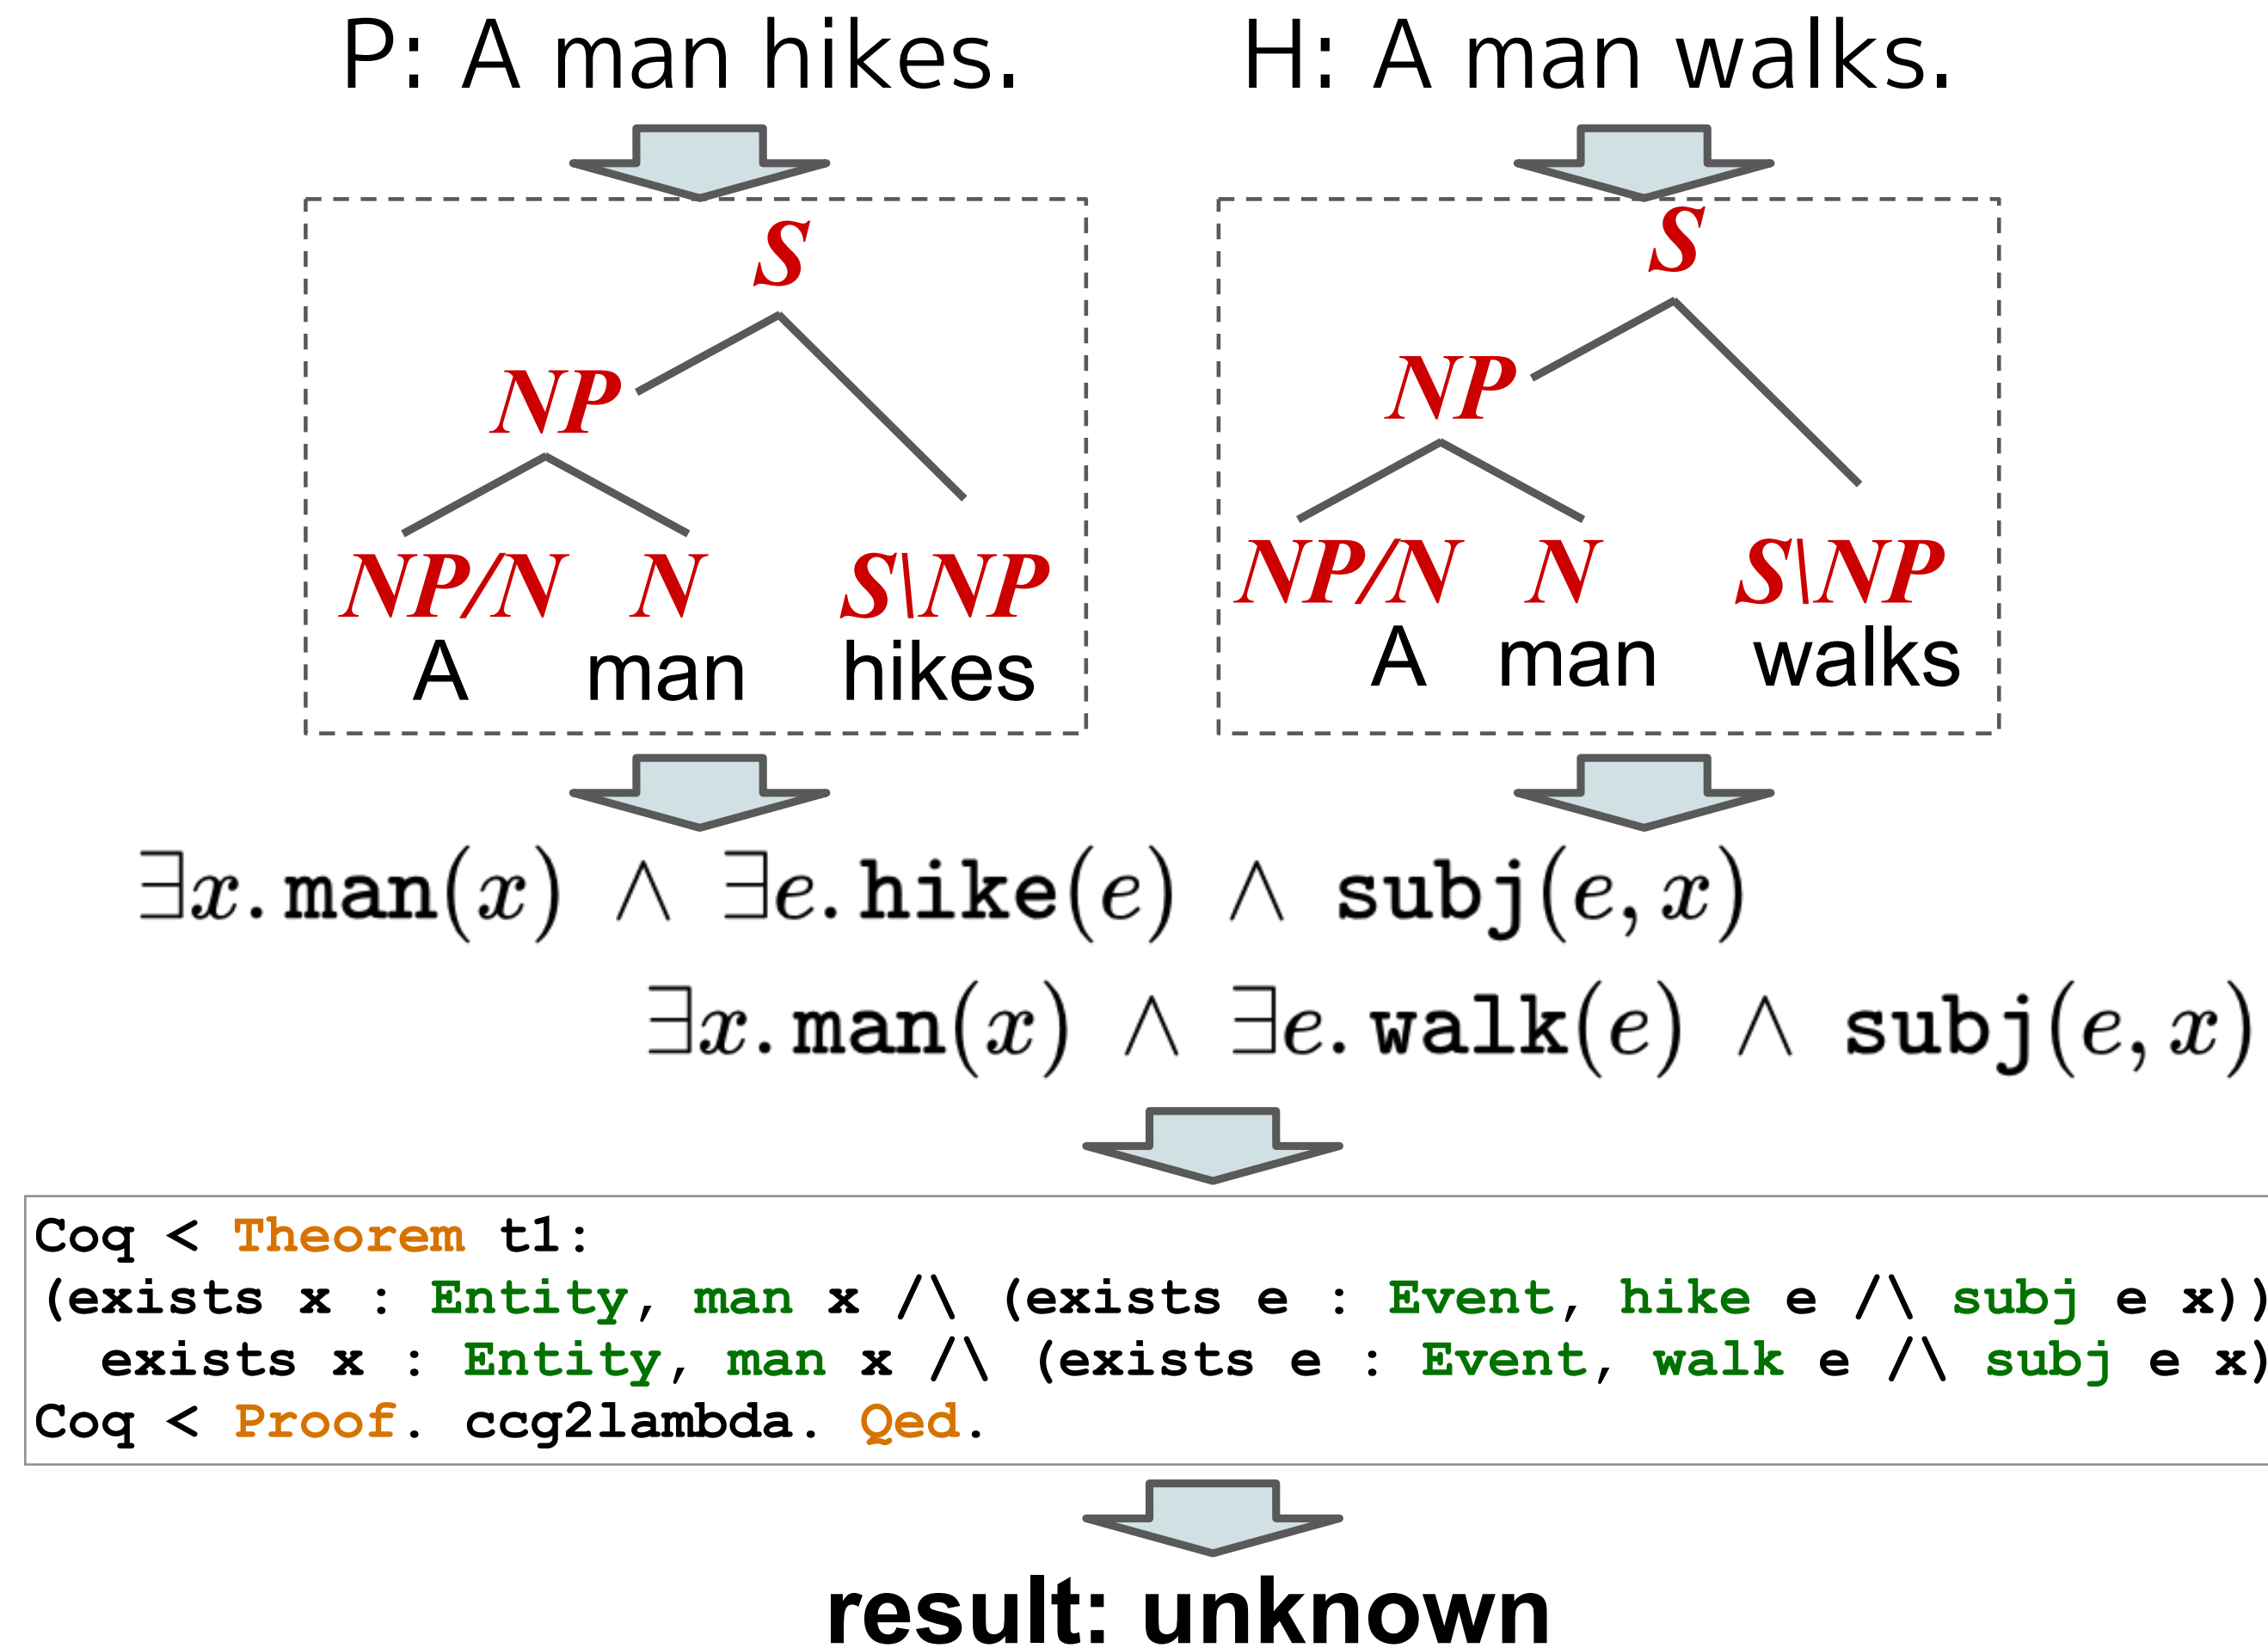 P: A man hikes.
H: A man walks.
S
NP
NP/N N S\NP
A man hikes
S
NP
NP/N N S\NP
A man walks
∃x.man(x) ∧ ∃e.hike(e) ∧ subj(e, x)
∃x.man(x) ∧ ∃e.walk(e) ∧ subj(e, x)
Coq < Theorem t1:
(exists x : Entity, man x /\ (exists e : Event, hike e /\ subj e x))
exists x : Entity, man x /\ (exists e : Event, walk e /\ subj e x)
Coq < Proof. ccg2lambda. Qed.
result: unknown